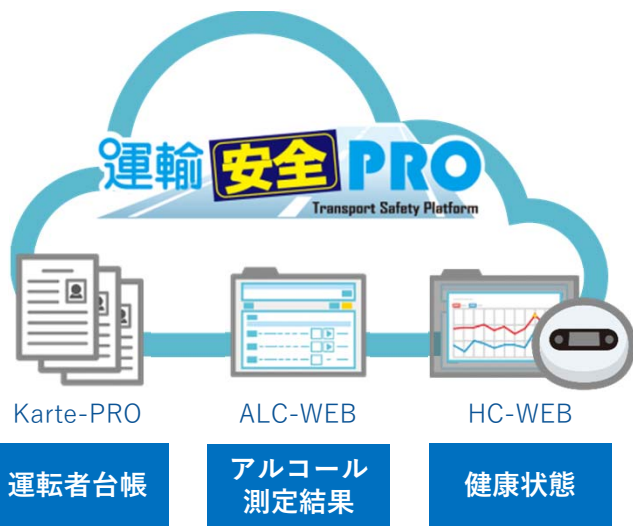 運輸安全PRO
Transport Safety Platform
Karte-PRO
ALC-WEB
HC-WEB
運転者台帳
アルコール
測定結果
健康状態